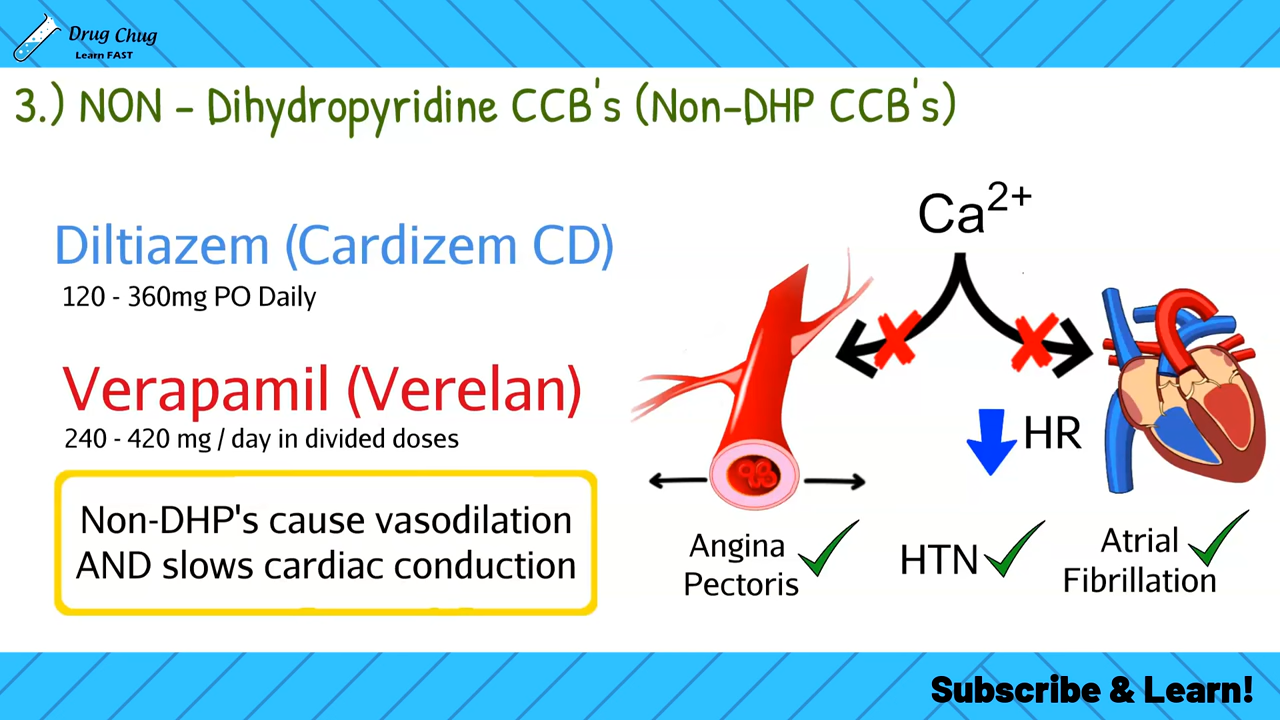 Drug Chug
Learn FAST
3.) NON - Dihydropyridine CCB's (Non-DHP CCB's)
Diltiazem (Cardizem CD)
120 - 360mg PO Daily
Verapamil (Verelan)
240 - 420 mg / day in divided doses
Non-DHP's cause vasodilation
AND slows cardiac conduction
Ca2+
HR
Angina
Pectoris
HTN
Atrial
Fibrillation
Subscribe & Learn!